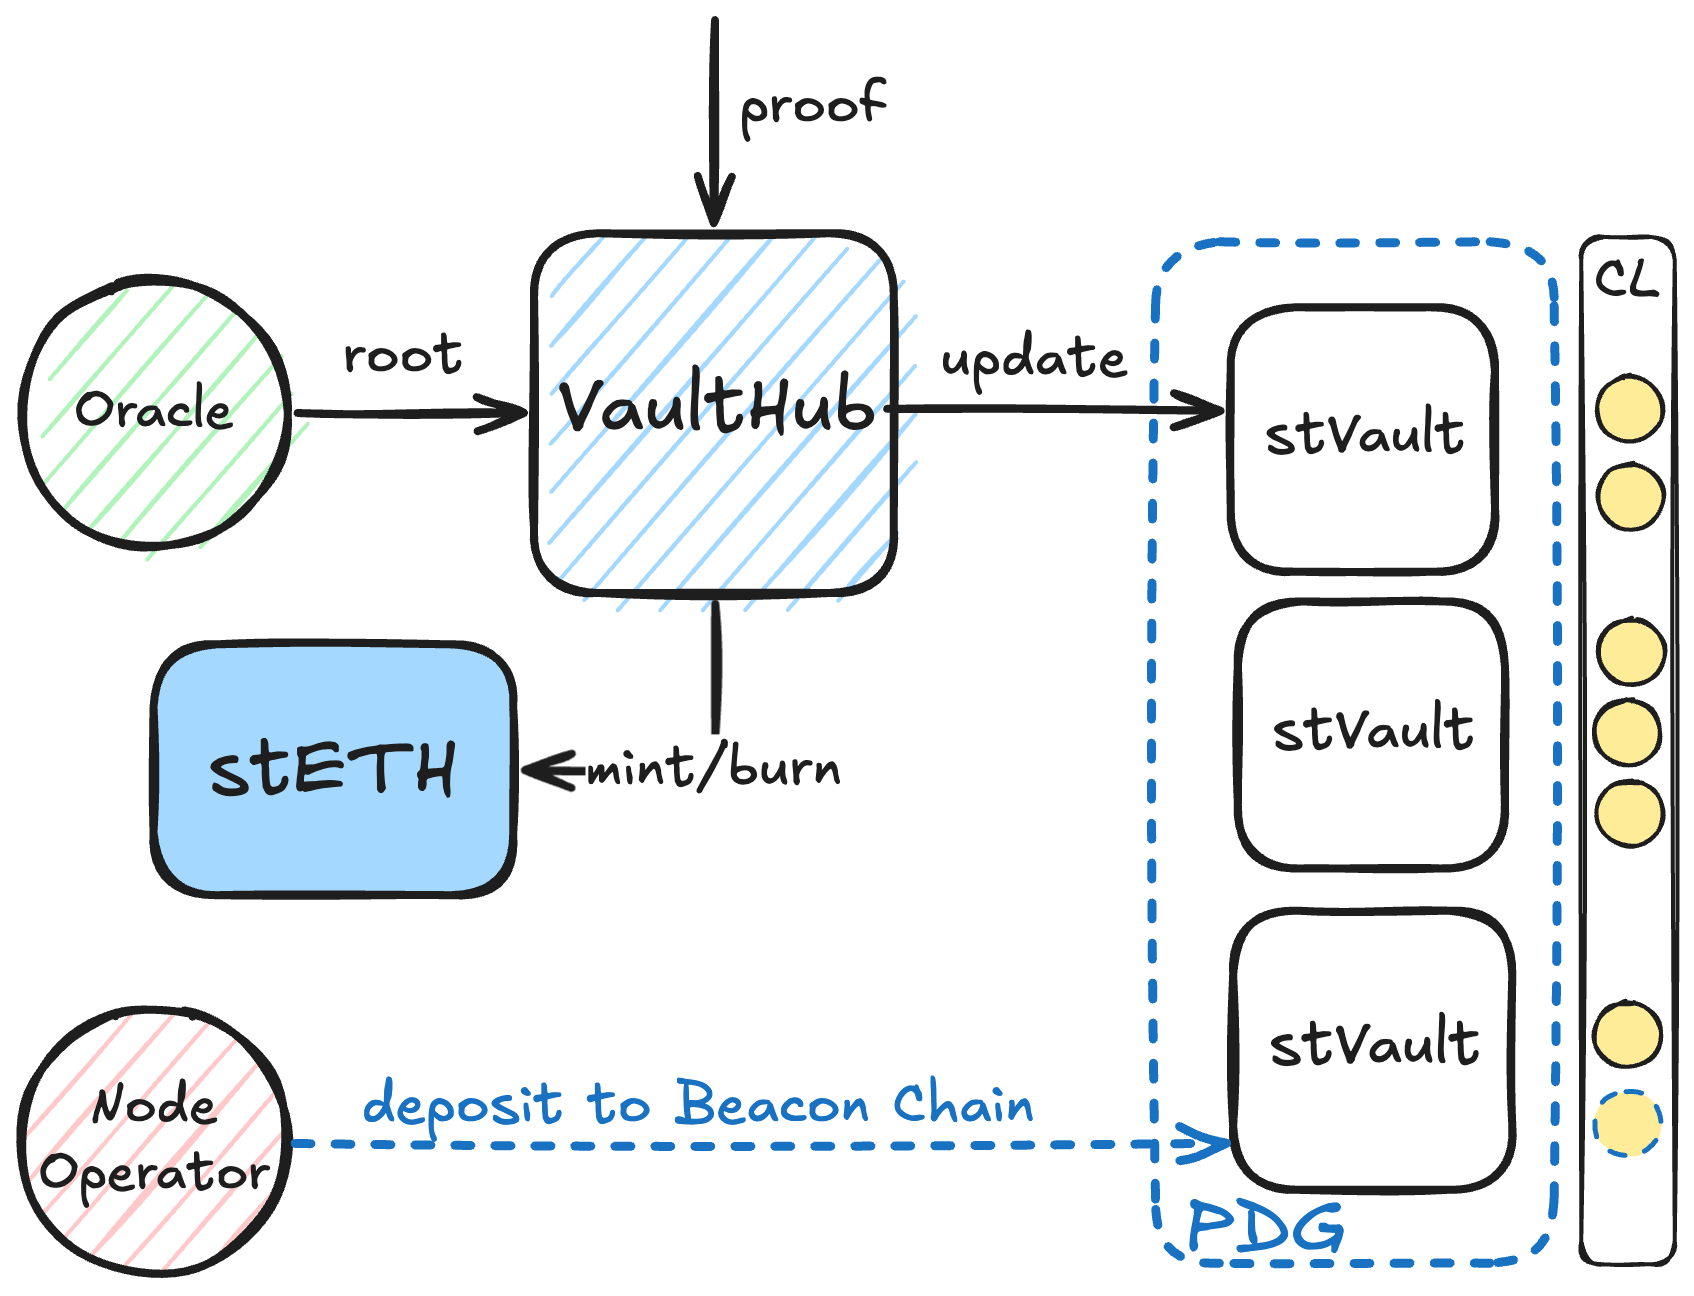 proof
CL
root
update
Oracle
VaultHub
stVault
stVault
stETH
mint/burn
stVault
Node
Operator
deposit to Beacon Chain
PDG